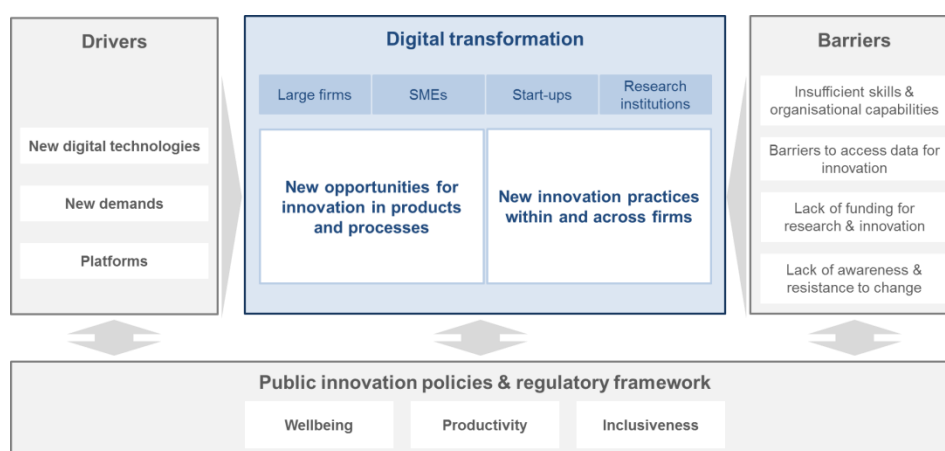 Drivers
New digital technologies
New demands
Platforms
Digital transformation
Large firms
SMEs
Start-ups
Research
institutions
New opportunities for
innovation in products
and processes
New innovation practices
within and across firms
Barriers
Insufficient skills &
organisational capabilities
Barriers to access data for
innovation
Lack of funding for
research & innovation
Lack of awareness &
resistance to change
Public innovation policies & regulatory framework
Wellbeing
Productivity
Inclusiveness